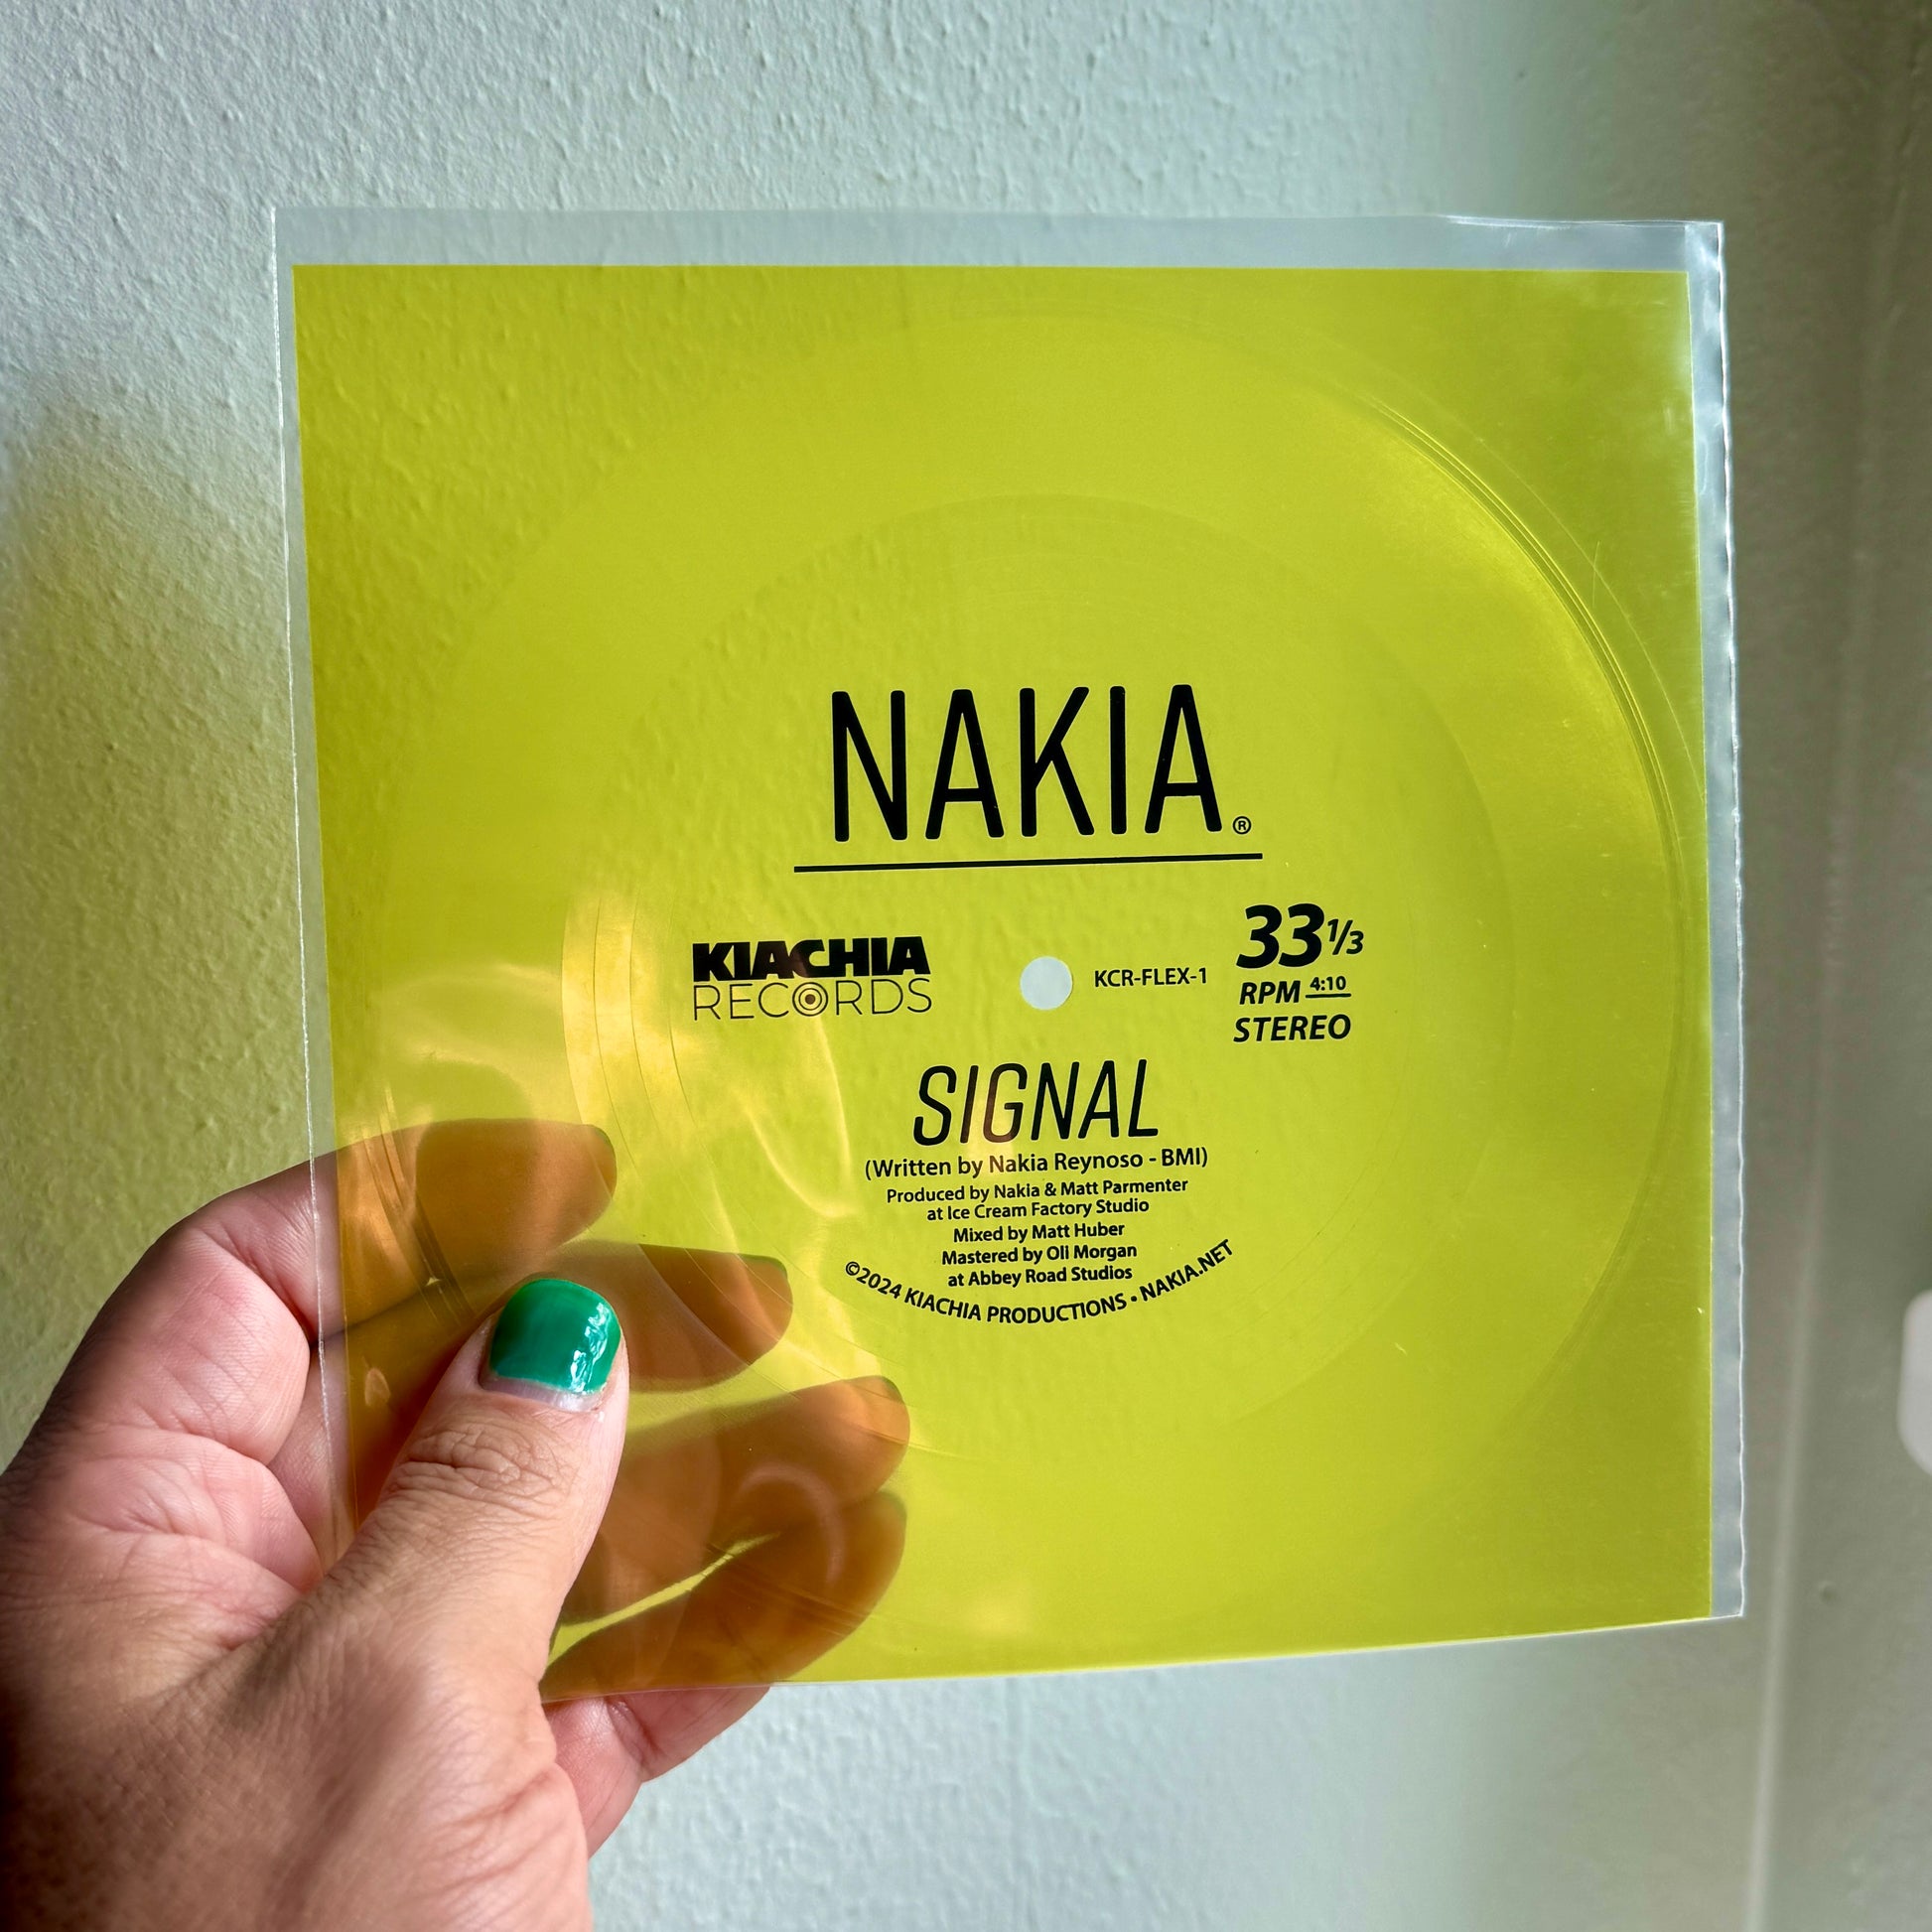 NAKIA®
KIACHIA
RECORDS
KCR-FLEX-1
33 1/3
RPM 4:10
STEREO
SIGNAL
(Written by Nakia Reynoso - BMI)
Produced by Nakia & Matt Parmenter
at Ice Cream Factory Studio
Mixed by Matt Huber
Mastered by Oli Morgan
at Abbey Road Studios
©2024 KIACHIA PRODUCTIONS • NAKIA.NET